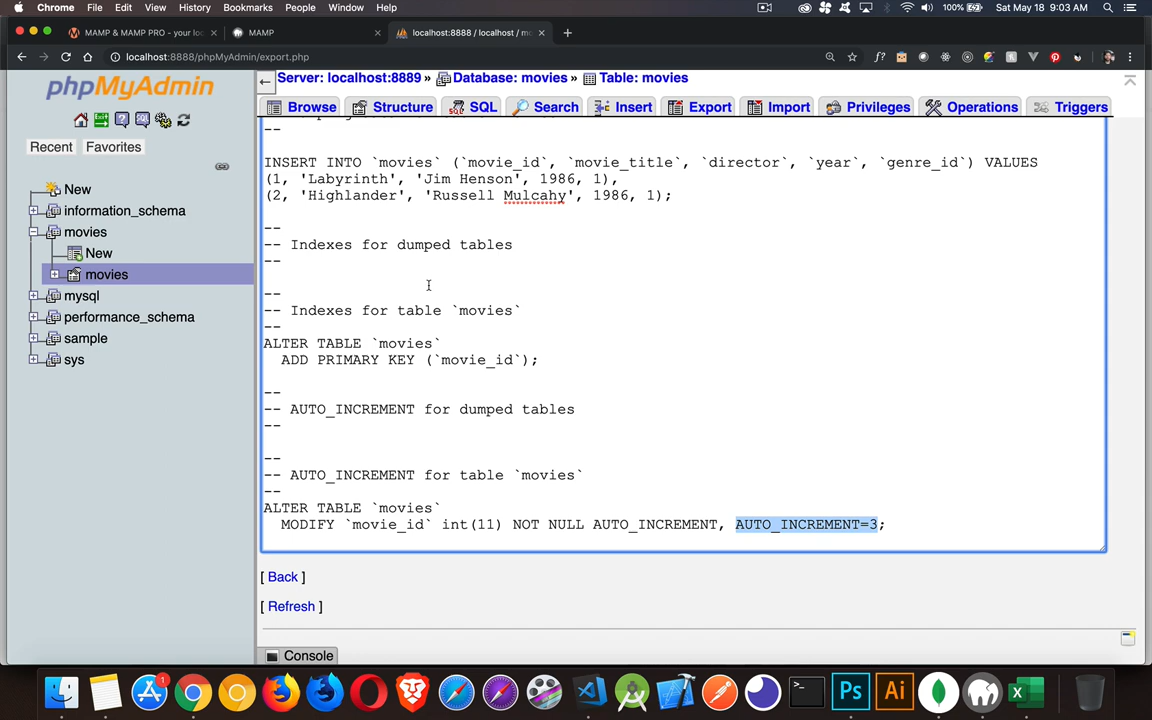 Chrome File Edit View History Bookmarks People Window Help 100% Sat May 18 9:03 AM
MAMP & MAMP PRO - your lo × MAMP × localhost:8888 / localhost / mo × +
localhost:8888/phpMyAdmin/export.php
phpMyAdmin
Recent Favorites
New
information_schema
movies
New
movies
mysql
performance_schema
sample
sys
Server: localhost:8889 » Database: movies » Table: movies
Browse Structure SQL Search Insert Export Import Privileges Operations Triggers
--
INSERT INTO `movies` (`movie_id`, `movie_title`, `director`, `year`, `genre_id`) VALUES
(1, 'Labyrinth', 'Jim Henson', 1986, 1),
(2, 'Highlander', 'Russell Mulcahy', 1986, 1);
--
-- Indexes for dumped tables
--
--
-- Indexes for table `movies`
--
ALTER TABLE `movies`
ADD PRIMARY KEY (`movie_id`);
--
-- AUTO_INCREMENT for dumped tables
--
--
-- AUTO_INCREMENT for table `movies`
--
ALTER TABLE `movies`
MODIFY `movie_id` int(11) NOT NULL AUTO_INCREMENT, AUTO_INCREMENT=3;
[ Back ]
[ Refresh ]
Console
1
Ps Ai